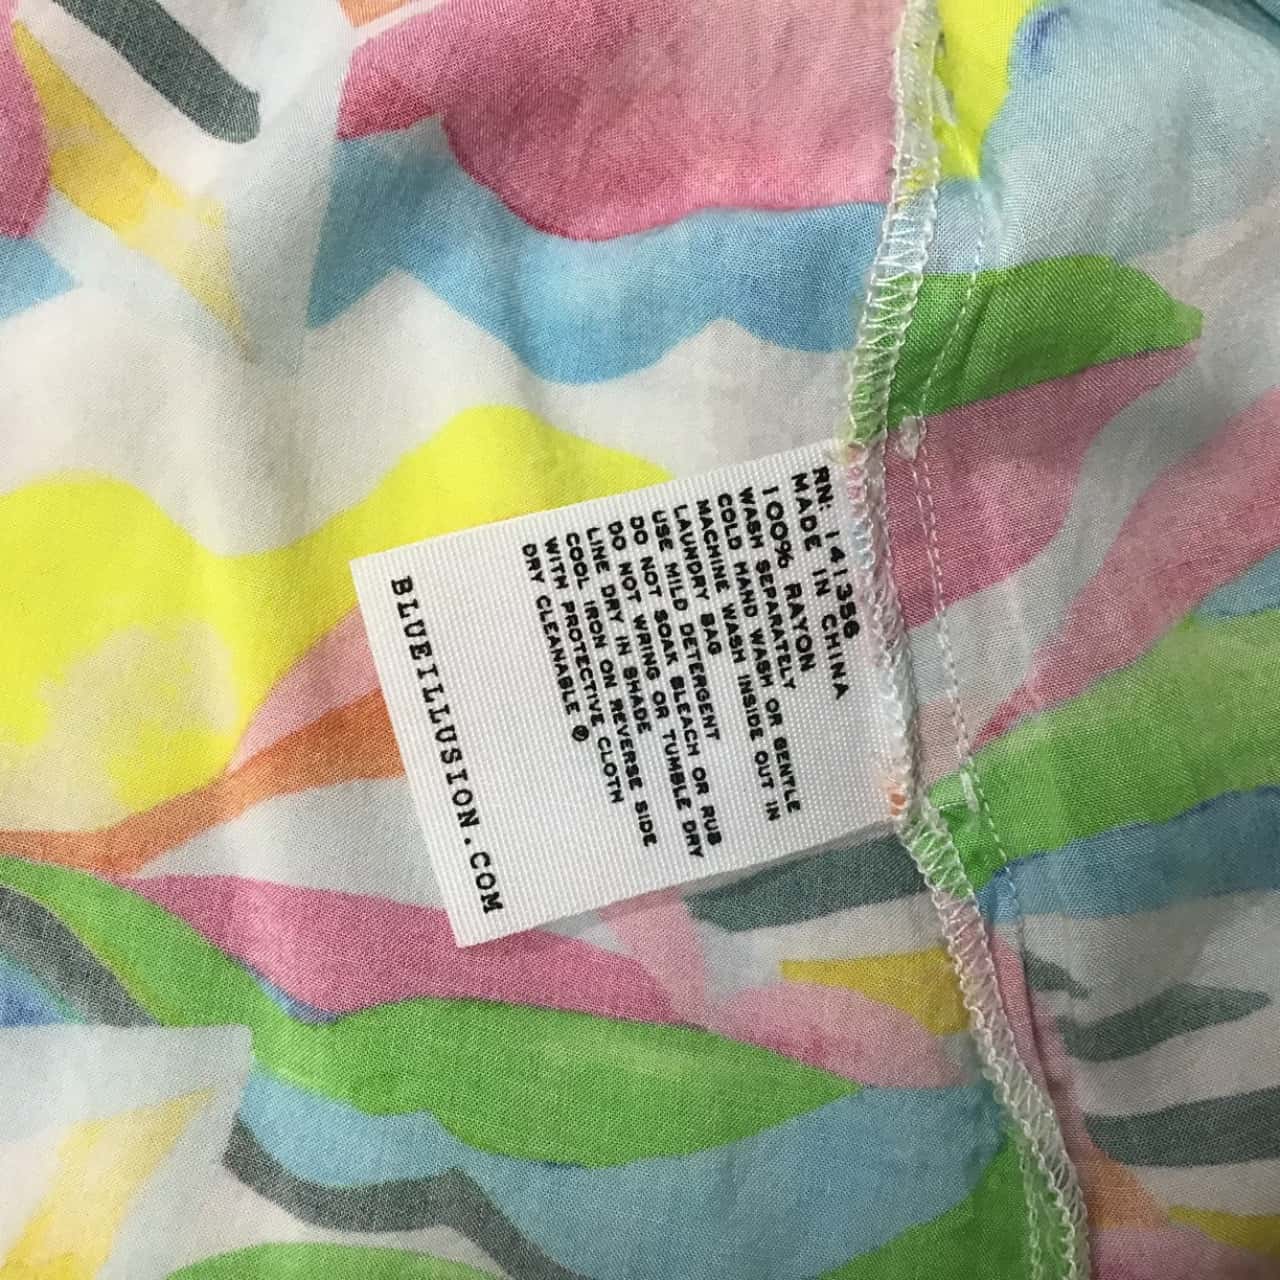 RN: 141356
MADE IN CHINA
100% RAYON
WASH SEPARATELY
COLD HAND WASH OR GENTLE
MACHINE WASH INSIDE OUT IN
LAUNDRY BAG
USE MILD DETERGENT
DO NOT SOAK BLEACH OR RUB
DO NOT WRING OR TUMBLE DRY
LINE DRY IN SHADE
COOL IRON ON REVERSE SIDE
WITH PROTECTIVE CLOTH
DRY CLEANABLE Ⓟ
BLUEILLUSION.COM